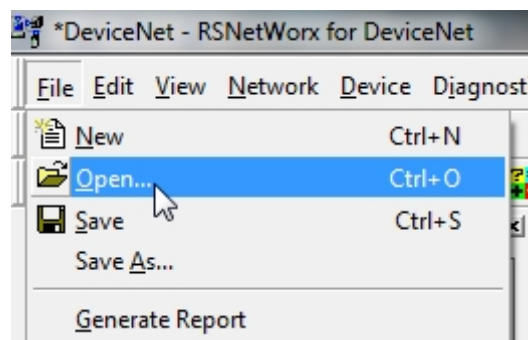 *DeviceNet - RSNetWorx for DeviceNet
File Edit View Network Device Diagnost
New Ctrl+N
Open... Ctrl+O
Save Ctrl+S
Save As...
Generate Report